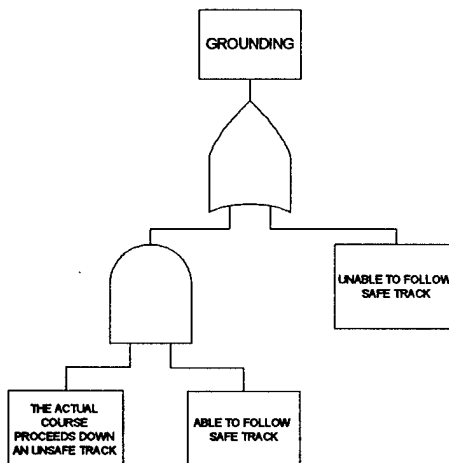 GROUNDING
UNABLE TO FOLLOW
SAFE TRACK
THE ACTUAL
COURSE
PROCEEDS DOWN
AN UNSAFE TRACK
ABLE TO FOLLOW
SAFE TRACK